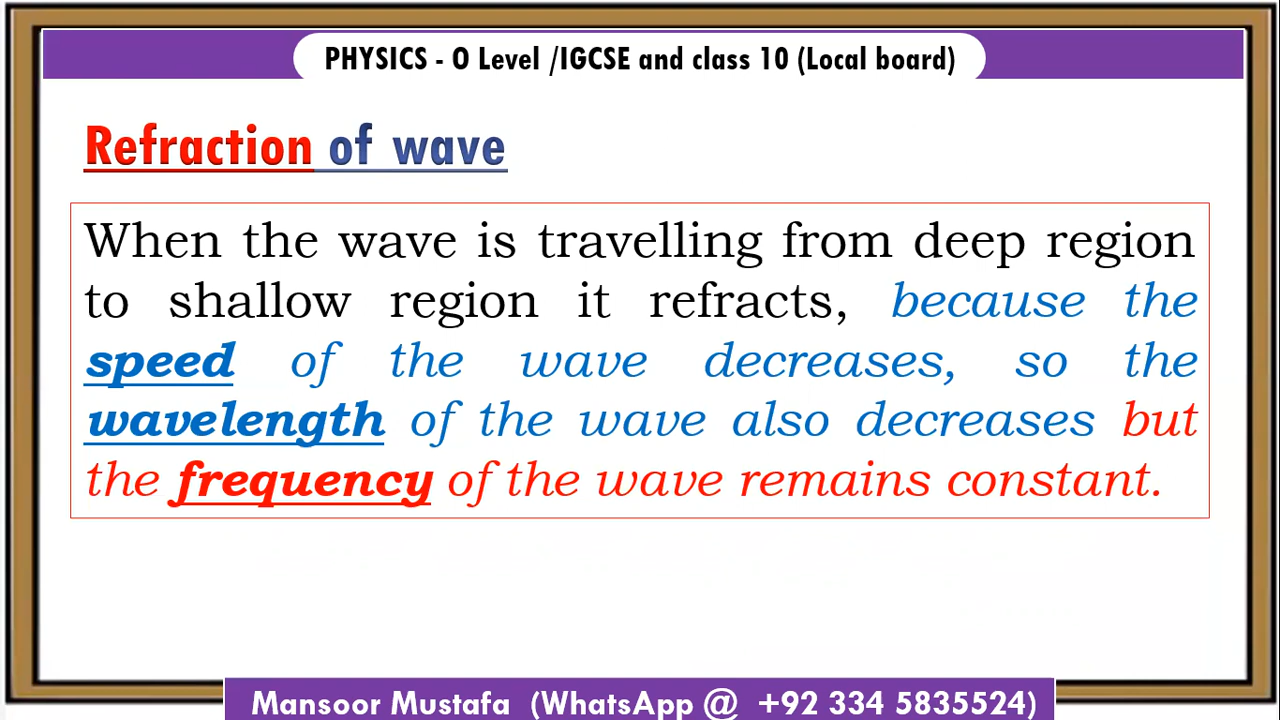 PHYSICS - O Level /IGCSE and class 10 (Local board)
Refraction of wave
When the wave is travelling from deep region
to shallow region it refracts, because the
speed of the wave decreases, so the
wavelength of the wave also decreases but
the frequency of the wave remains constant.
Mansoor Mustafa (WhatsApp @ +92 334 5835524)